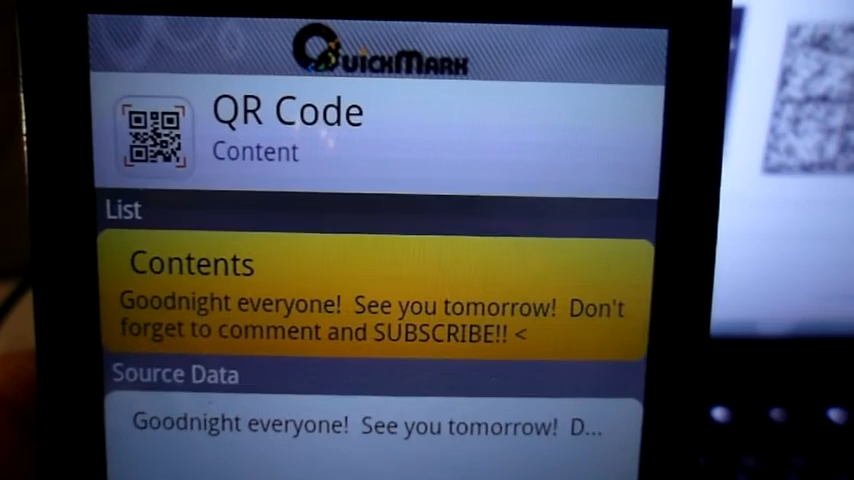 QuickMark
QR Code
Content
List
Contents
Goodnight everyone!  See you tomorrow!  Don't
forget to comment and SUBSCRIBE!! <
Source Data
Goodnight everyone!  See you tomorrow!  D...